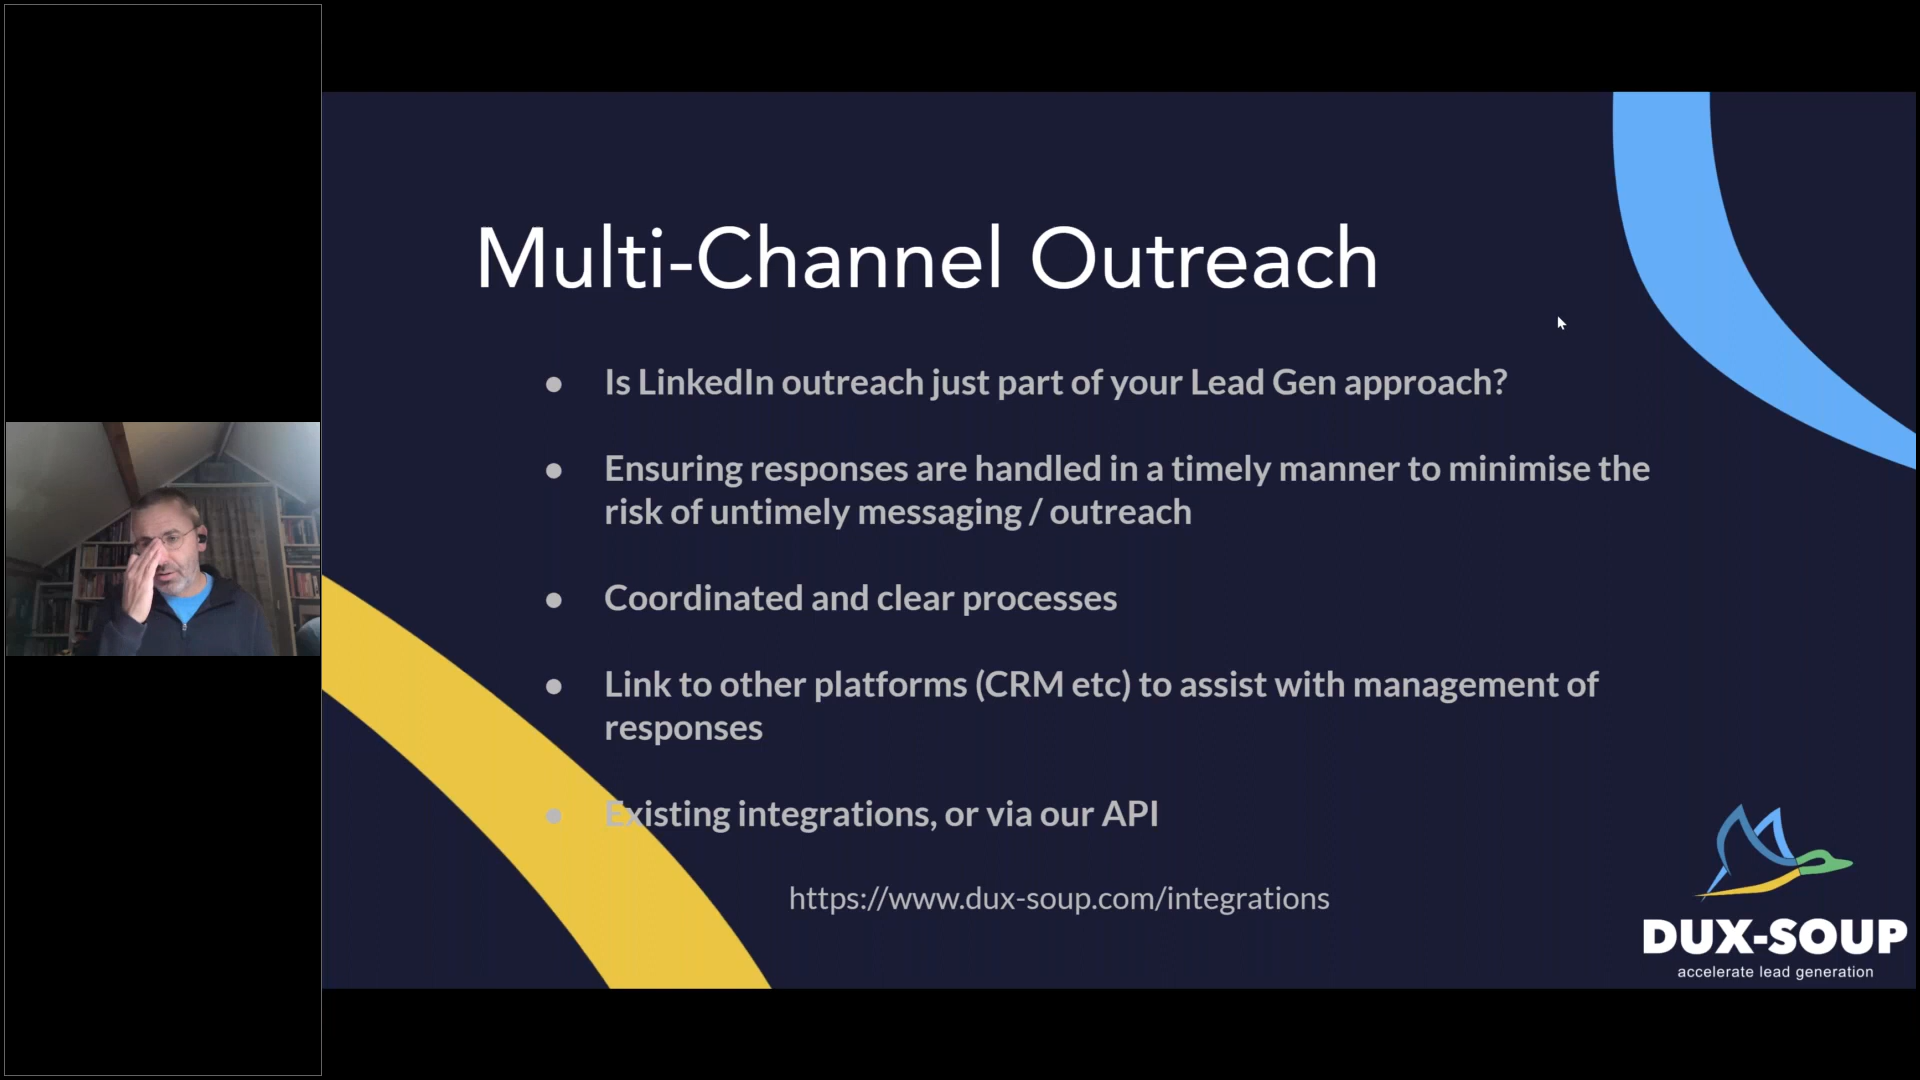 Multi-Channel Outreach
● Is LinkedIn outreach just part of your Lead Gen approach?
● Ensuring responses are handled in a timely manner to minimise the
risk of untimely messaging / outreach
● Coordinated and clear processes
● Link to other platforms (CRM etc) to assist with management of
responses
● Existing integrations, or via our API
https://www.dux-soup.com/integrations
DUX-SOUP
accelerate lead generation